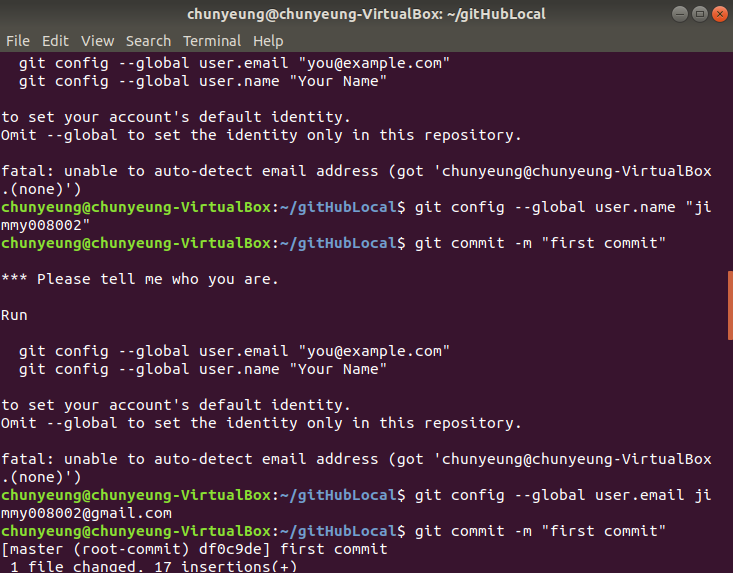 chunyeung@chunyeung-VirtualBox: ~/gitHubLocal
File Edit View Search Terminal Help
  git config --global user.email "you@example.com"
  git config --global user.name "Your Name"
to set your account's default identity.
Omit --global to set the identity only in this repository.
fatal: unable to auto-detect email address (got 'chunyeung@chunyeung-VirtualBox
.(none)')
chunyeung@chunyeung-VirtualBox:~/gitHubLocal$ git config --global user.name "ji
mmy008002"
chunyeung@chunyeung-VirtualBox:~/gitHubLocal$ git commit -m "first commit"
*** Please tell me who you are.
Run
  git config --global user.email "you@example.com"
  git config --global user.name "Your Name"
to set your account's default identity.
Omit --global to set the identity only in this repository.
fatal: unable to auto-detect email address (got 'chunyeung@chunyeung-VirtualBox
.(none)')
chunyeung@chunyeung-VirtualBox:~/gitHubLocal$ git config --global user.email ji
mmy008002@gmail.com
chunyeung@chunyeung-VirtualBox:~/gitHubLocal$ git commit -m "first commit"
[master (root-commit) df0c9de] first commit
 1 file changed, 17 insertions(+)